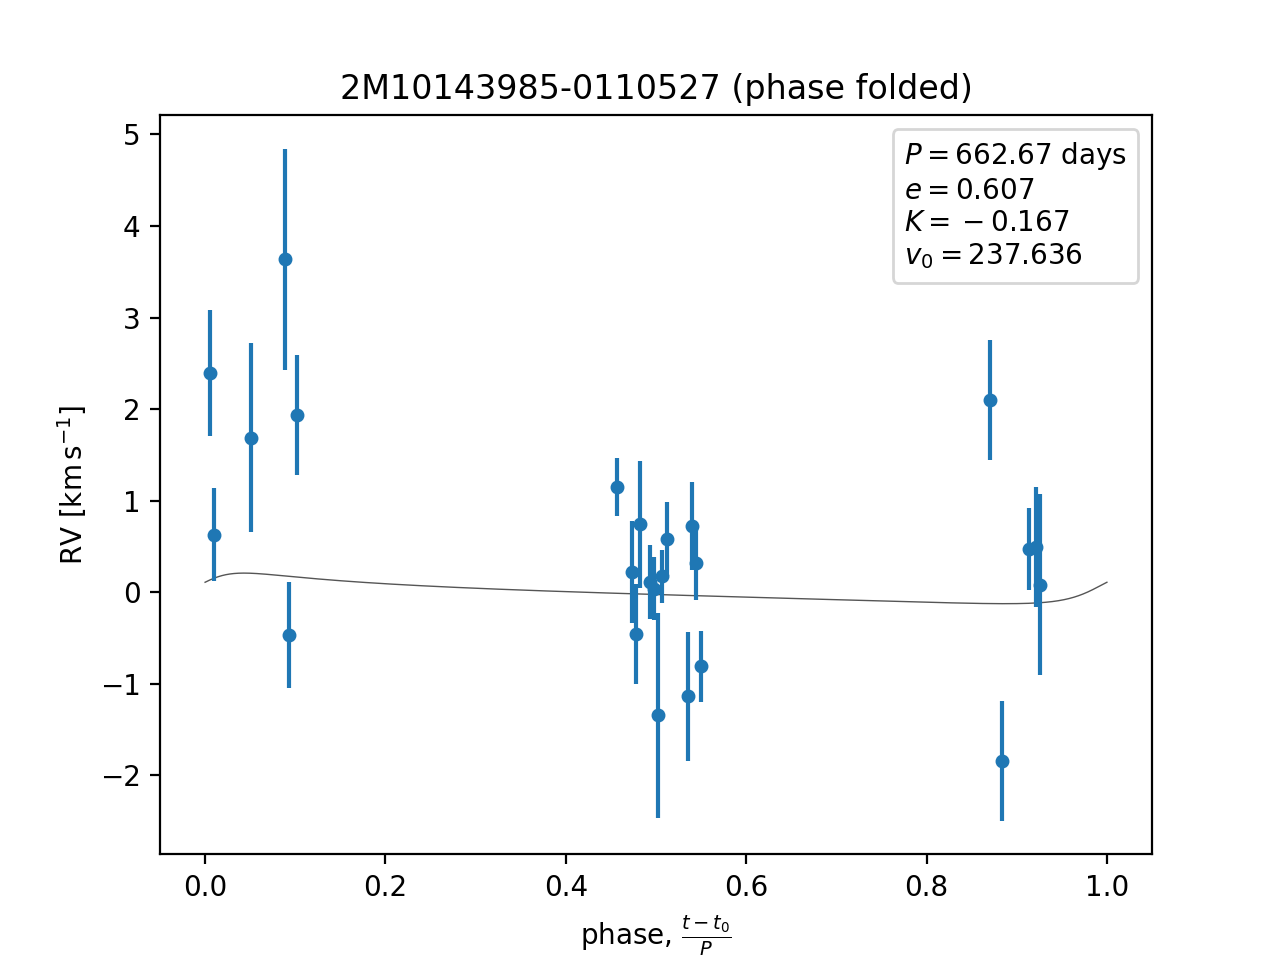 2M10143985-0110527 (phase folded)
P = 662.67 days
e = 0.607
K = −0.167
v₀ = 237.636
RV [km s⁻¹]
5
4
3
2
1
0
−1
−2
0.0 0.2 0.4 0.6 0.8 1.0
phase, (t − t₀)/P